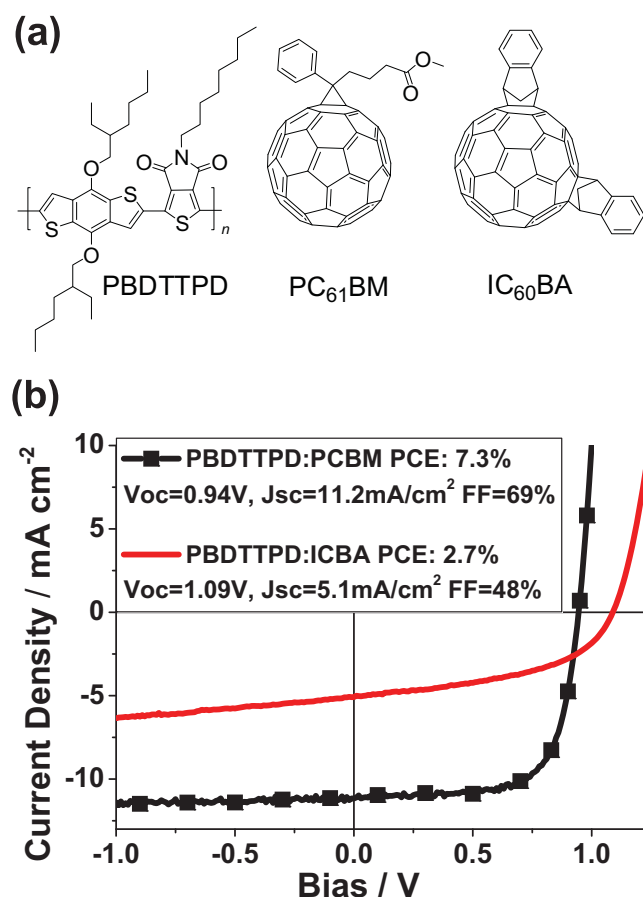 (a)
O
O
N
O
O
S
S
S
n
O
O
O
PBDTTPD
PC₆₁BM
IC₆₀BA
(b)
PBDTTPD:PCBM PCE: 7.3%
Voc=0.94V, Jsc=11.2mA/cm² FF=69%
PBDTTPD:ICBA PCE: 2.7%
Voc=1.09V, Jsc=5.1mA/cm² FF=48%
10
5
0
-5
-10
Current Density / mA cm⁻²
-1.0 -0.5 0.0 0.5 1.0
Bias / V